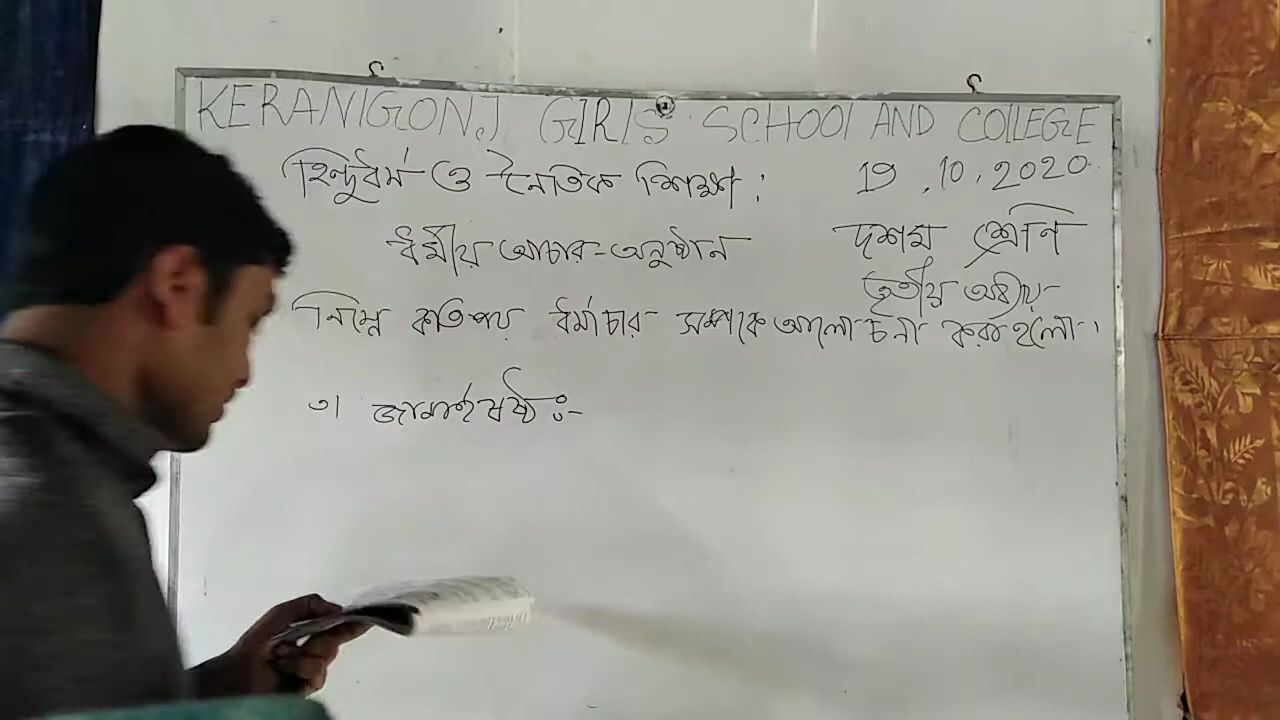 KERANIGONJ GIRLS SCHOOL AND COLLEGE
হিন্দুধর্ম ও নৈতিক শিক্ষা : 19.10.2020
ধর্মীয় আচার-অনুষ্ঠান দশম শ্রেনি
তৃতীয় অধ্যায়
নিম্নে কতিপয় ধর্মাচার সম্পর্কে আলোচনা করা হলো।
৩। জামাইষষ্ঠি :-